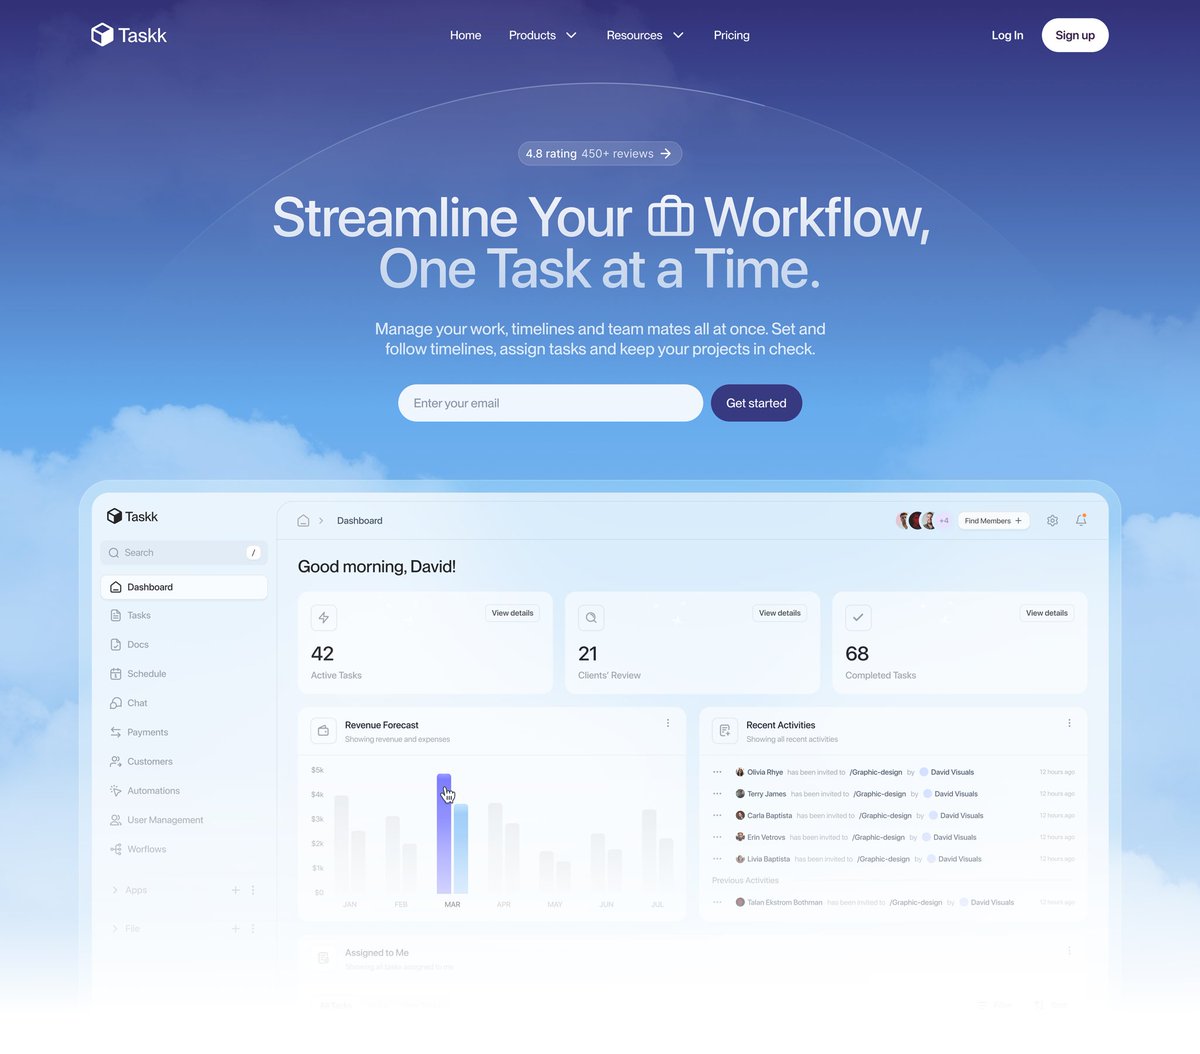 Taskk
Home Products Resources Pricing
Log In Sign up
4.8 rating 450+ reviews
Streamline Your Workflow,
One Task at a Time.
Manage your work, timelines and team mates all at once. Set and
follow timelines, assign tasks and keep your projects in check.
Enter your email
Get started
Taskk
Search /
Dashboard
Tasks
Docs
Schedule
Chat
Payments
Customers
Automations
User Management
Worflows
Apps
File
Dashboard
+4
Find Members +
Good morning, David!
View details
42
Active Tasks
View details
21
Clients' Review
View details
68
Completed Tasks
Revenue Forecast
Showing revenue and expenses
$5k
$4k
$3k
$2k
$1k
$0
JAN FEB MAR APR MAY JUN JUL
Recent Activities
Showing all recent activities
Olivia Rhye has been invited to /Graphic-design by David Visuals 12 hours ago
Terry James has been invited to /Graphic-design by David Visuals 12 hours ago
Carla Baptista has been invited to /Graphic-design by David Visuals 12 hours ago
Erin Vetrovs has been invited to /Graphic-design by David Visuals 12 hours ago
Livia Baptista has been invited to /Graphic-design by David Visuals 12 hours ago
Previous Activities
Talan Ekstrom Bothman has been invited to /Graphic-design by David Visuals 12 hours ago
Assigned to Me
Showing all tasks assigned to me